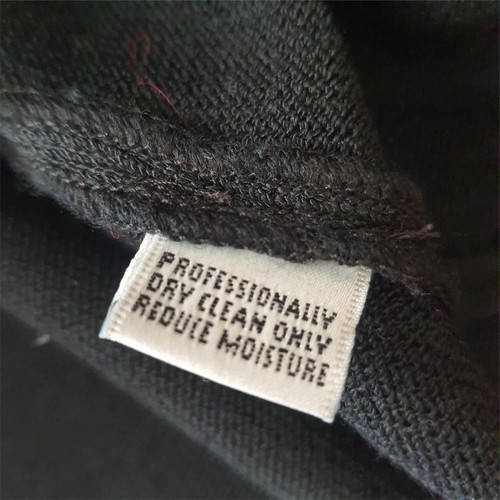 PROFESSIONALLY
DRY CLEAN ONLY
REDUCE MOISTURE